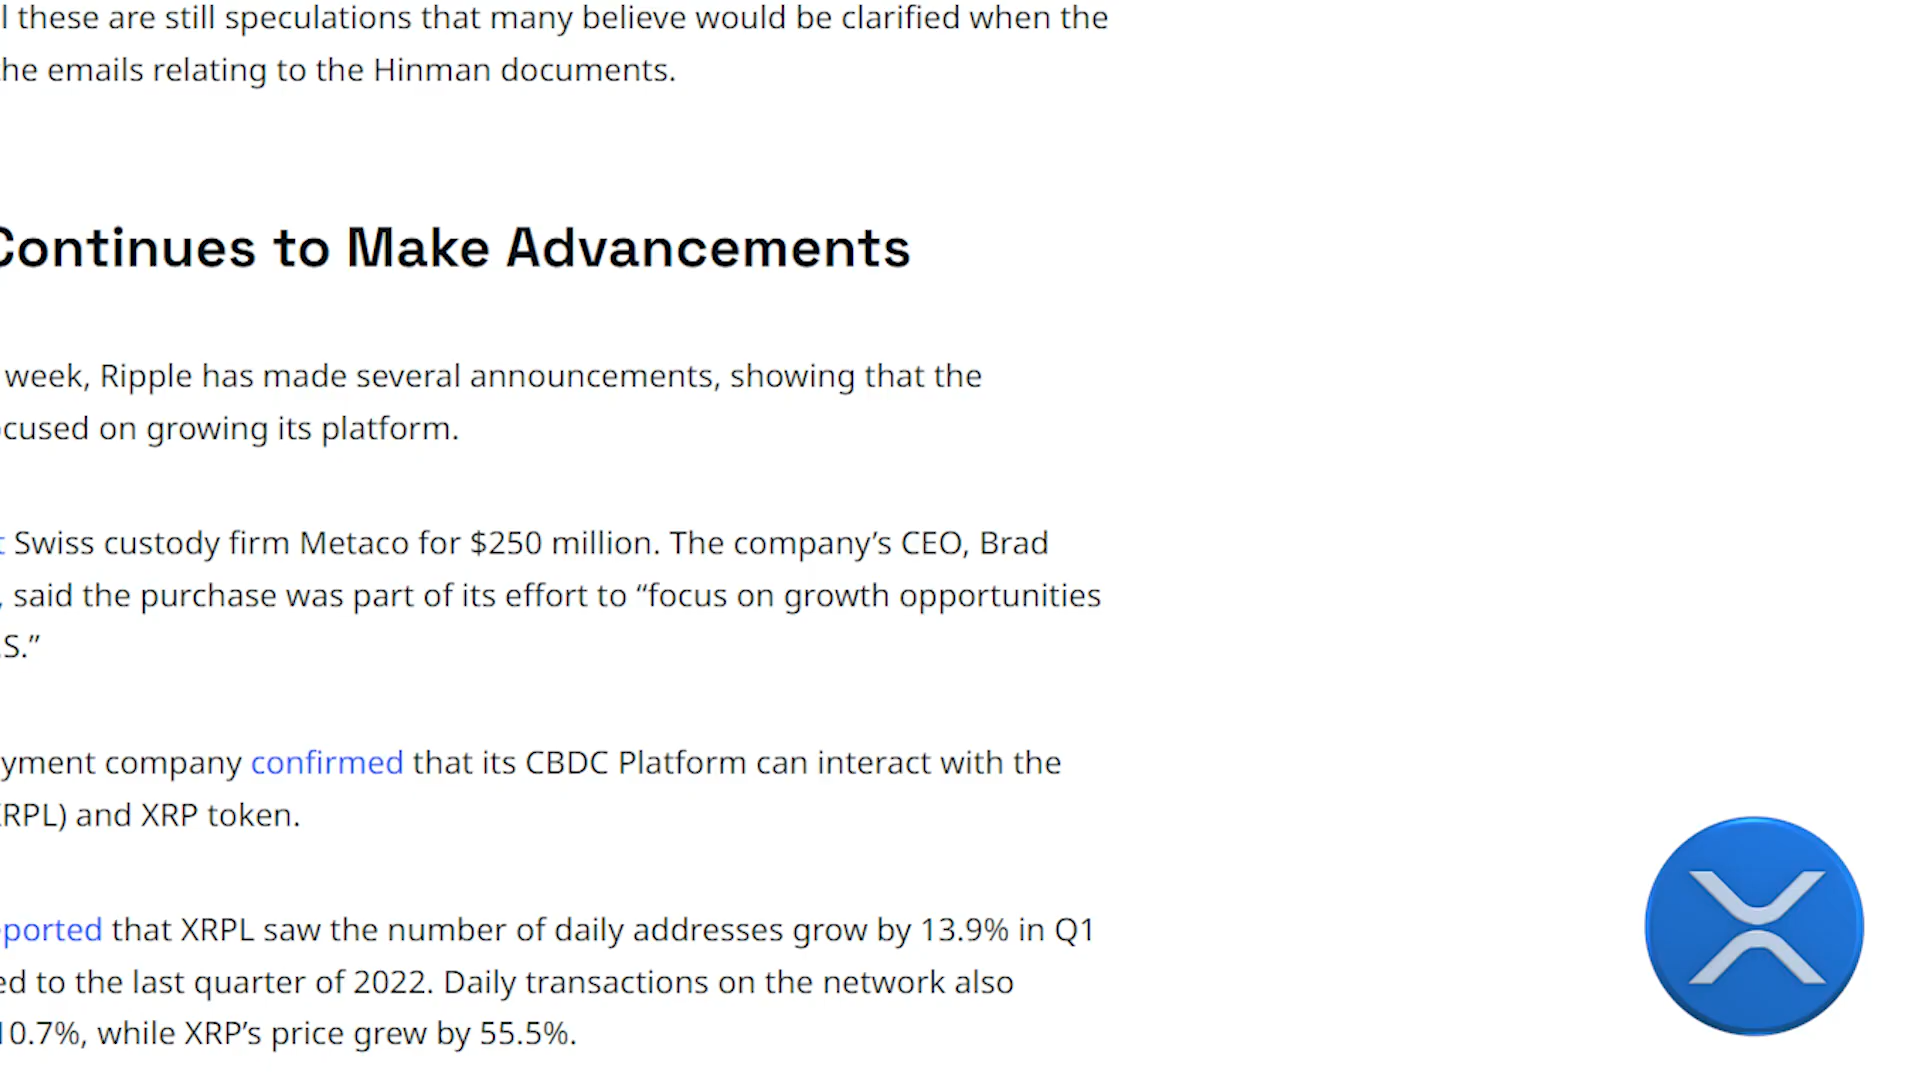 l these are still speculations that many believe would be clarified when the
he emails relating to the Hinman documents.
Continues to Make Advancements
week, Ripple has made several announcements, showing that the
cused on growing its platform.
Swiss custody firm Metaco for $250 million. The company’s CEO, Brad
, said the purchase was part of its effort to “focus on growth opportunities
.S.”
yment company confirmed that its CBDC Platform can interact with the
RPL) and XRP token.
ported that XRPL saw the number of daily addresses grow by 13.9% in Q1
ed to the last quarter of 2022. Daily transactions on the network also
10.7%, while XRP’s price grew by 55.5%.